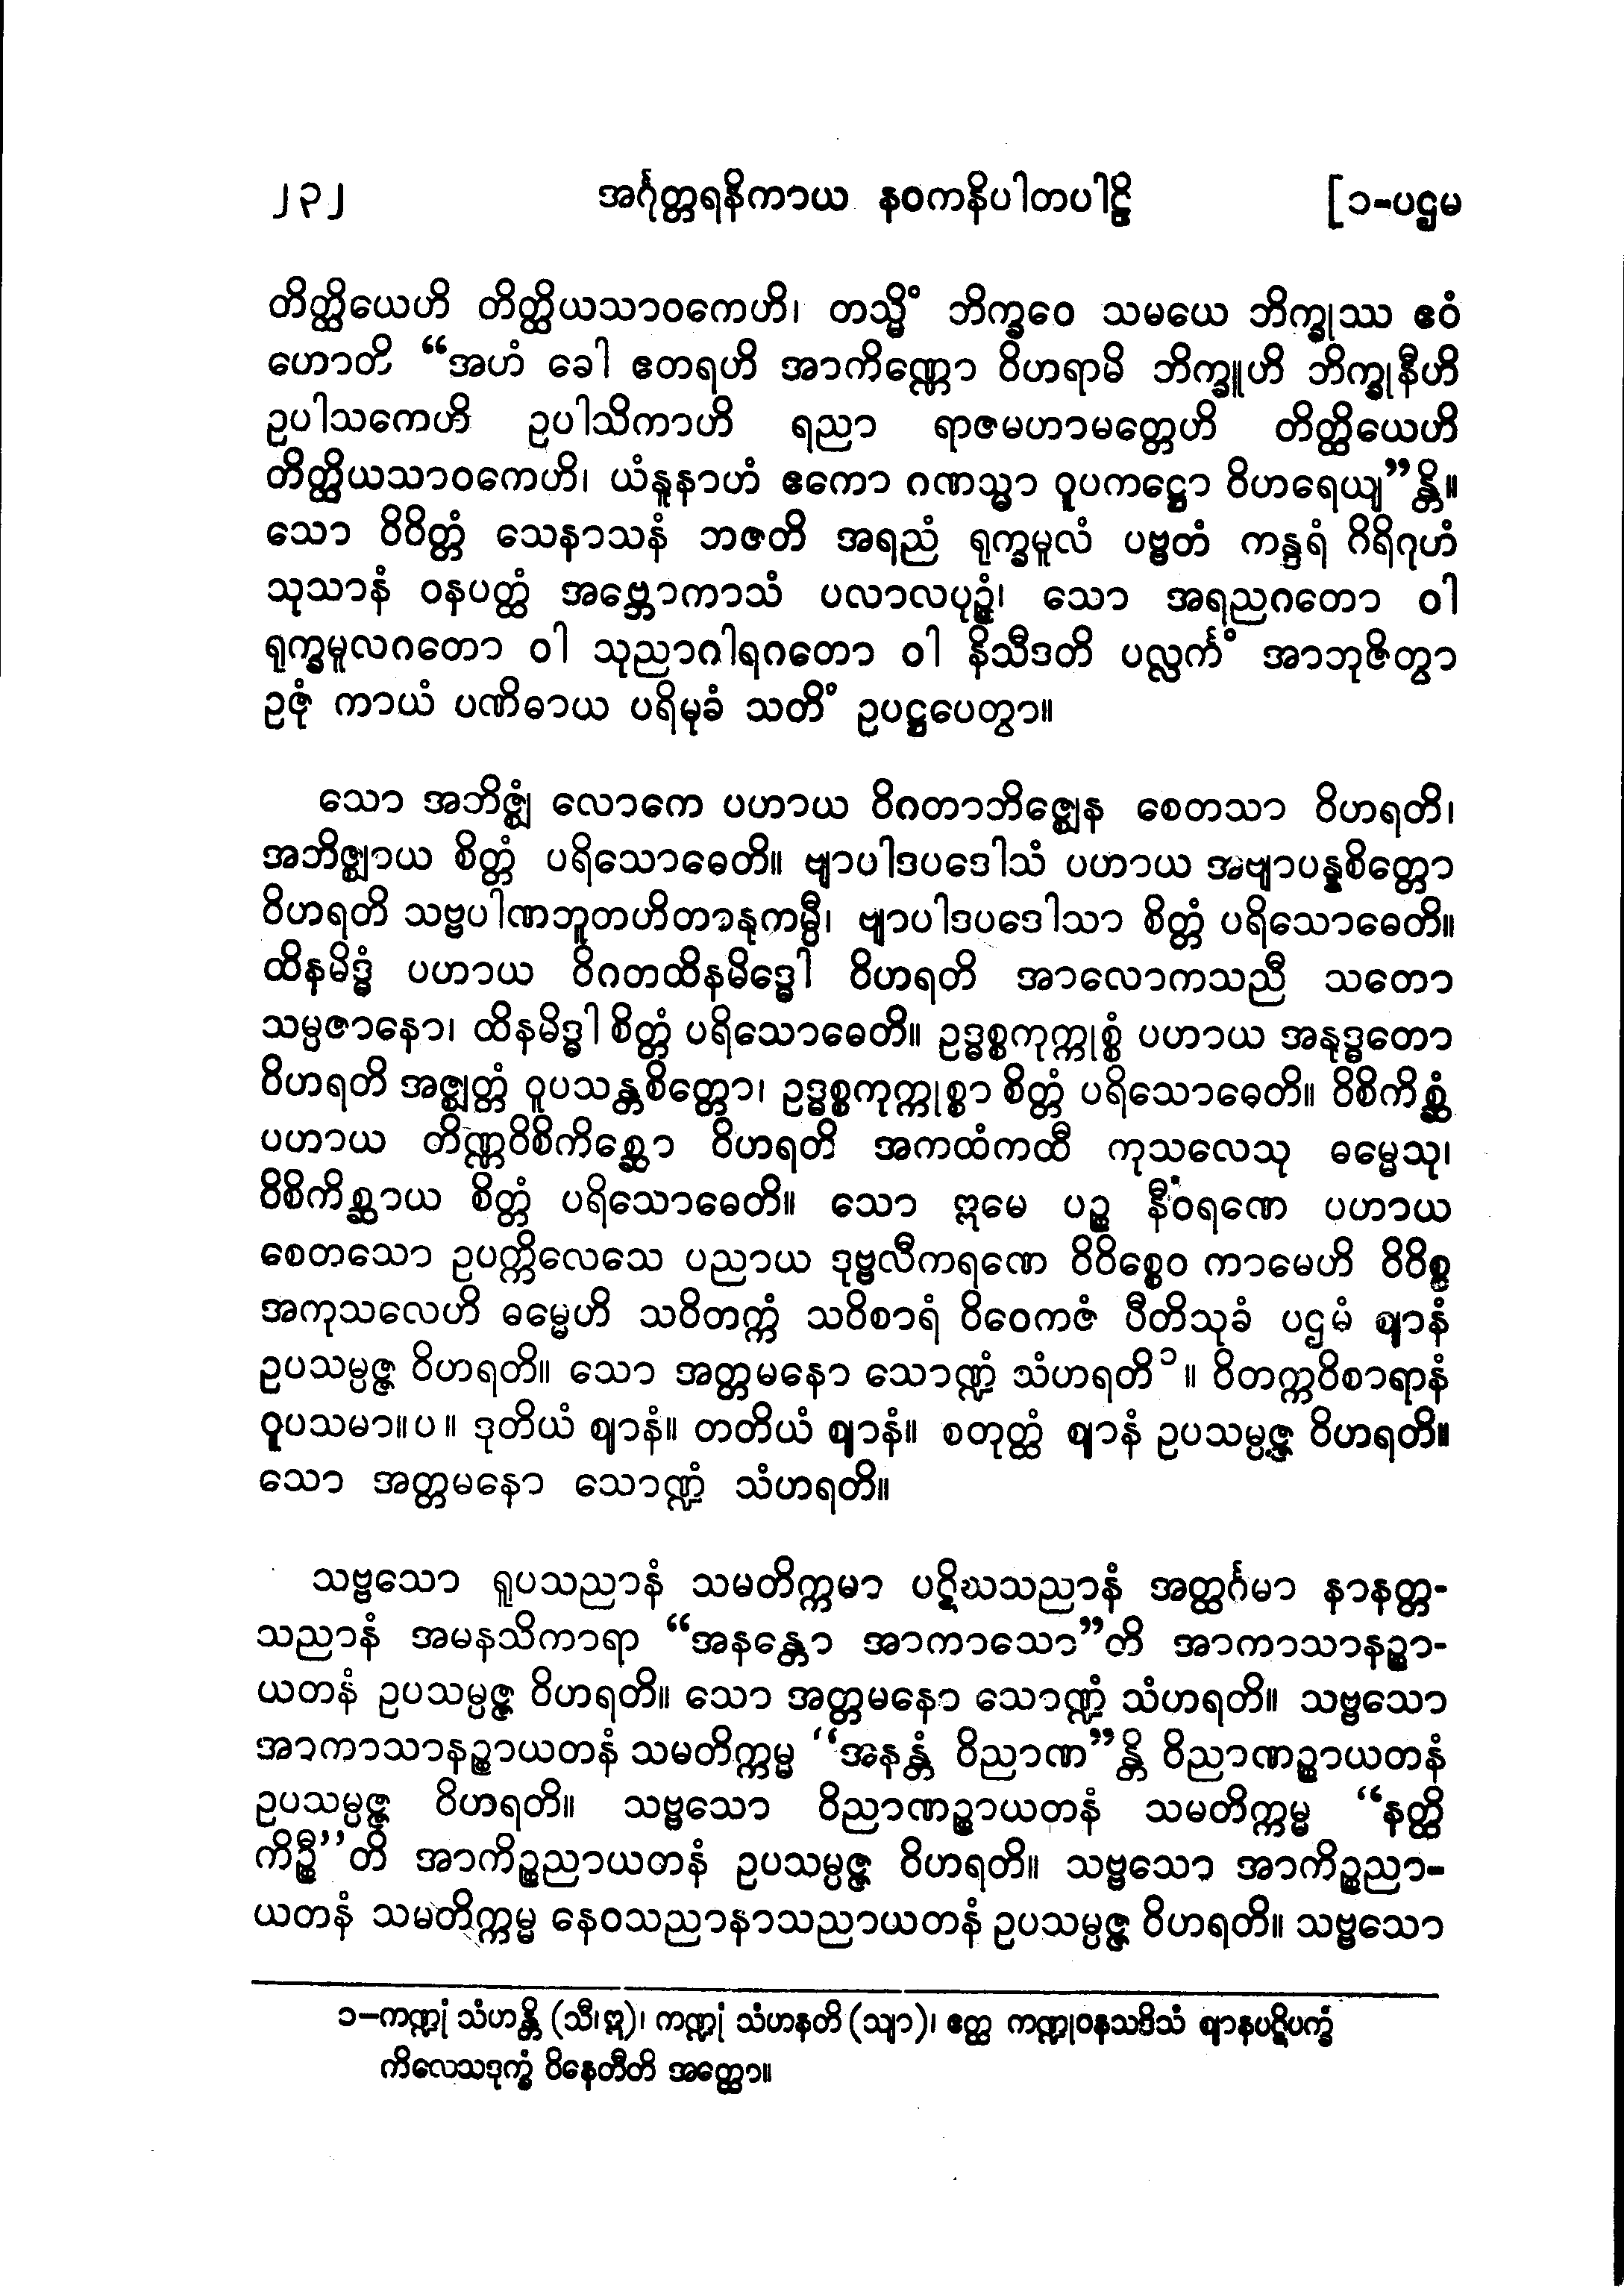 ၂၃၂ အင်္ဂုတ္တရနိကာယ နဝကနိပါတပါဠိ [၁-ပဌမ
တိတ္ထိယေဟိ တိတ္ထိယသာဝကေဟိ၊ တသ္မိံ ဘိက္ခဝေ သမယေ ဘိက္ခုဿ ဧဝံ
ဟောတိ “အဟံ ခေါ ဧတရဟိ အာကိဏ္ဏော ဝိဟရာမိ ဘိက္ခူဟိ ဘိက္ခုနီဟိ
ဥပါသကေဟိ ဥပါသိကာဟိ ရညာ ရာဇမဟာမတ္တေဟိ တိတ္ထိယေဟိ
တိတ္ထိယသာဝကေဟိ၊ ယံနူနာဟံ ဧကော ဂဏသ္မာ ဝူပကဋ္ဌော ဝိဟရေယျ”န္တိ။
သော ဝိဝိတ္တံ သေနာသနံ ဘဇတိ အရညံ ရုက္ခမူလံ ပဗ္ဗတံ ကန္ဒရံ ဂိရိဂုဟံ
သုသာနံ ဝနပတ္ထံ အဗ္ဘောကာသံ ပလာလပုဉ္ဇံ၊ သော အရညဂတော ဝါ
ရုက္ခမူလဂတော ဝါ သုညာဂါရဂတော ဝါ နိသီဒတိ ပလ္လင်္ကံ အာဘုဇိတွာ
ဥဇုံ ကာယံ ပဏိဓာယ ပရိမုခံ သတိံ ဥပဋ္ဌပေတွာ။
သော အဘိဇ္ဈံ လောကေ ပဟာယ ဝိဂတာဘိဇ္ဈေန စေတသာ ဝိဟရတိ၊
အဘိဇ္ဈာယ စိတ္တံ ပရိသောဓေတိ။ ဗျာပါဒပဒေါသံ ပဟာယ အဗျာပန္နစိတ္တော
ဝိဟရတိ သဗ္ဗပါဏဘူတဟိတာနုကမ္ပီ၊ ဗျာပါဒပဒေါသာ စိတ္တံ ပရိသောဓေတိ။
ထိနမိဒ္ဓံ ပဟာယ ဝိဂတထိနမိဒ္ဓေါ ဝိဟရတိ အာလောကသညီ သတော
သမ္ပဇာနော၊ ထိနမိဒ္ဓါ စိတ္တံ ပရိသောဓေတိ။ ဥဒ္ဓစ္စကုက္ကုစ္စံ ပဟာယ အနုဒ္ဓတော
ဝိဟရတိ အဇ္ဈတ္တံ ဝူပသန္တစိတ္တော၊ ဥဒ္ဓစ္စကုက္ကုစ္စာ စိတ္တံ ပရိသောဓေတိ။ ဝိစိကိစ္ဆံ
ပဟာယ တိဏ္ဏဝိစိကိစ္ဆော ဝိဟရတိ အကထံကထီ ကုသလေသု ဓမ္မေသု၊
ဝိစိကိစ္ဆာယ စိတ္တံ ပရိသောဓေတိ။ သော ဣမေ ပဉ္စ နီဝရဏေ ပဟာယ
စေတသော ဥပက္ကိလေသေ ပညာယ ဒုဗ္ဗလီကရဏေ ဝိဝိစ္စေဝ ကာမေဟိ ဝိဝိစ္စ
အကုသလေဟိ ဓမ္မေဟိ သဝိတက္ကံ သဝိစာရံ ဝိဝေကဇံ ပီတိသုခံ ပဌမံ ဈာနံ
ဥပသမ္ပဇ္ဇ ဝိဟရတိ။ သော အတ္တမနော သောဏ္ဍံ သံဟရတိ၁။ ဝိတက္ကဝိစာရာနံ
ဝူပသမာ။ပ။ ဒုတိယံ ဈာနံ။ တတိယံ ဈာနံ။ စတုတ္ထံ ဈာနံ ဥပသမ္ပဇ္ဇ ဝိဟရတိ။
သော အတ္တမနော သောဏ္ဍံ သံဟရတိ။
သဗ္ဗသော ရူပသညာနံ သမတိက္ကမာ ပဋိဃသညာနံ အတ္ထင်္ဂမာ နာနတ္တ-
သညာနံ အမနသိကာရာ “အနန္တော အာကာသော”တိ အာကာသာနဉ္စာ-
ယတနံ ဥပသမ္ပဇ္ဇ ဝိဟရတိ။ သော အတ္တမနော သောဏ္ဍံ သံဟရတိ။ သဗ္ဗသော
အာကာသာနဉ္စာယတနံ သမတိက္ကမ္မ “အနန္တံ ဝိညာဏ”န္တိ ဝိညာဏဉ္စာယတနံ
ဥပသမ္ပဇ္ဇ ဝိဟရတိ။ သဗ္ဗသော ဝိညာဏဉ္စာယတနံ သမတိက္ကမ္မ “နတ္ထိ
ကိဉ္စီ”တိ အာကိဉ္စညာယတနံ ဥပသမ္ပဇ္ဇ ဝိဟရတိ။ သဗ္ဗသော အာကိဉ္စညာ-
ယတနံ သမတိက္ကမ္မ နေဝသညာနာသညာယတနံ ဥပသမ္ပဇ္ဇ ဝိဟရတိ။ သဗ္ဗသော
၁-ကဏ္ဍုံ သံဟန္တိ (သီ၊ဣ)၊ ကဏ္ဍုံ သံဟနတိ (သျာ)၊ ဧတ္ထ ကဏ္ဍုဝနသဒိသံ ဈာနပဋိပက္ခံ
ကိလေသဒုက္ခံ ဝိနေတီတိ အတ္ထော။